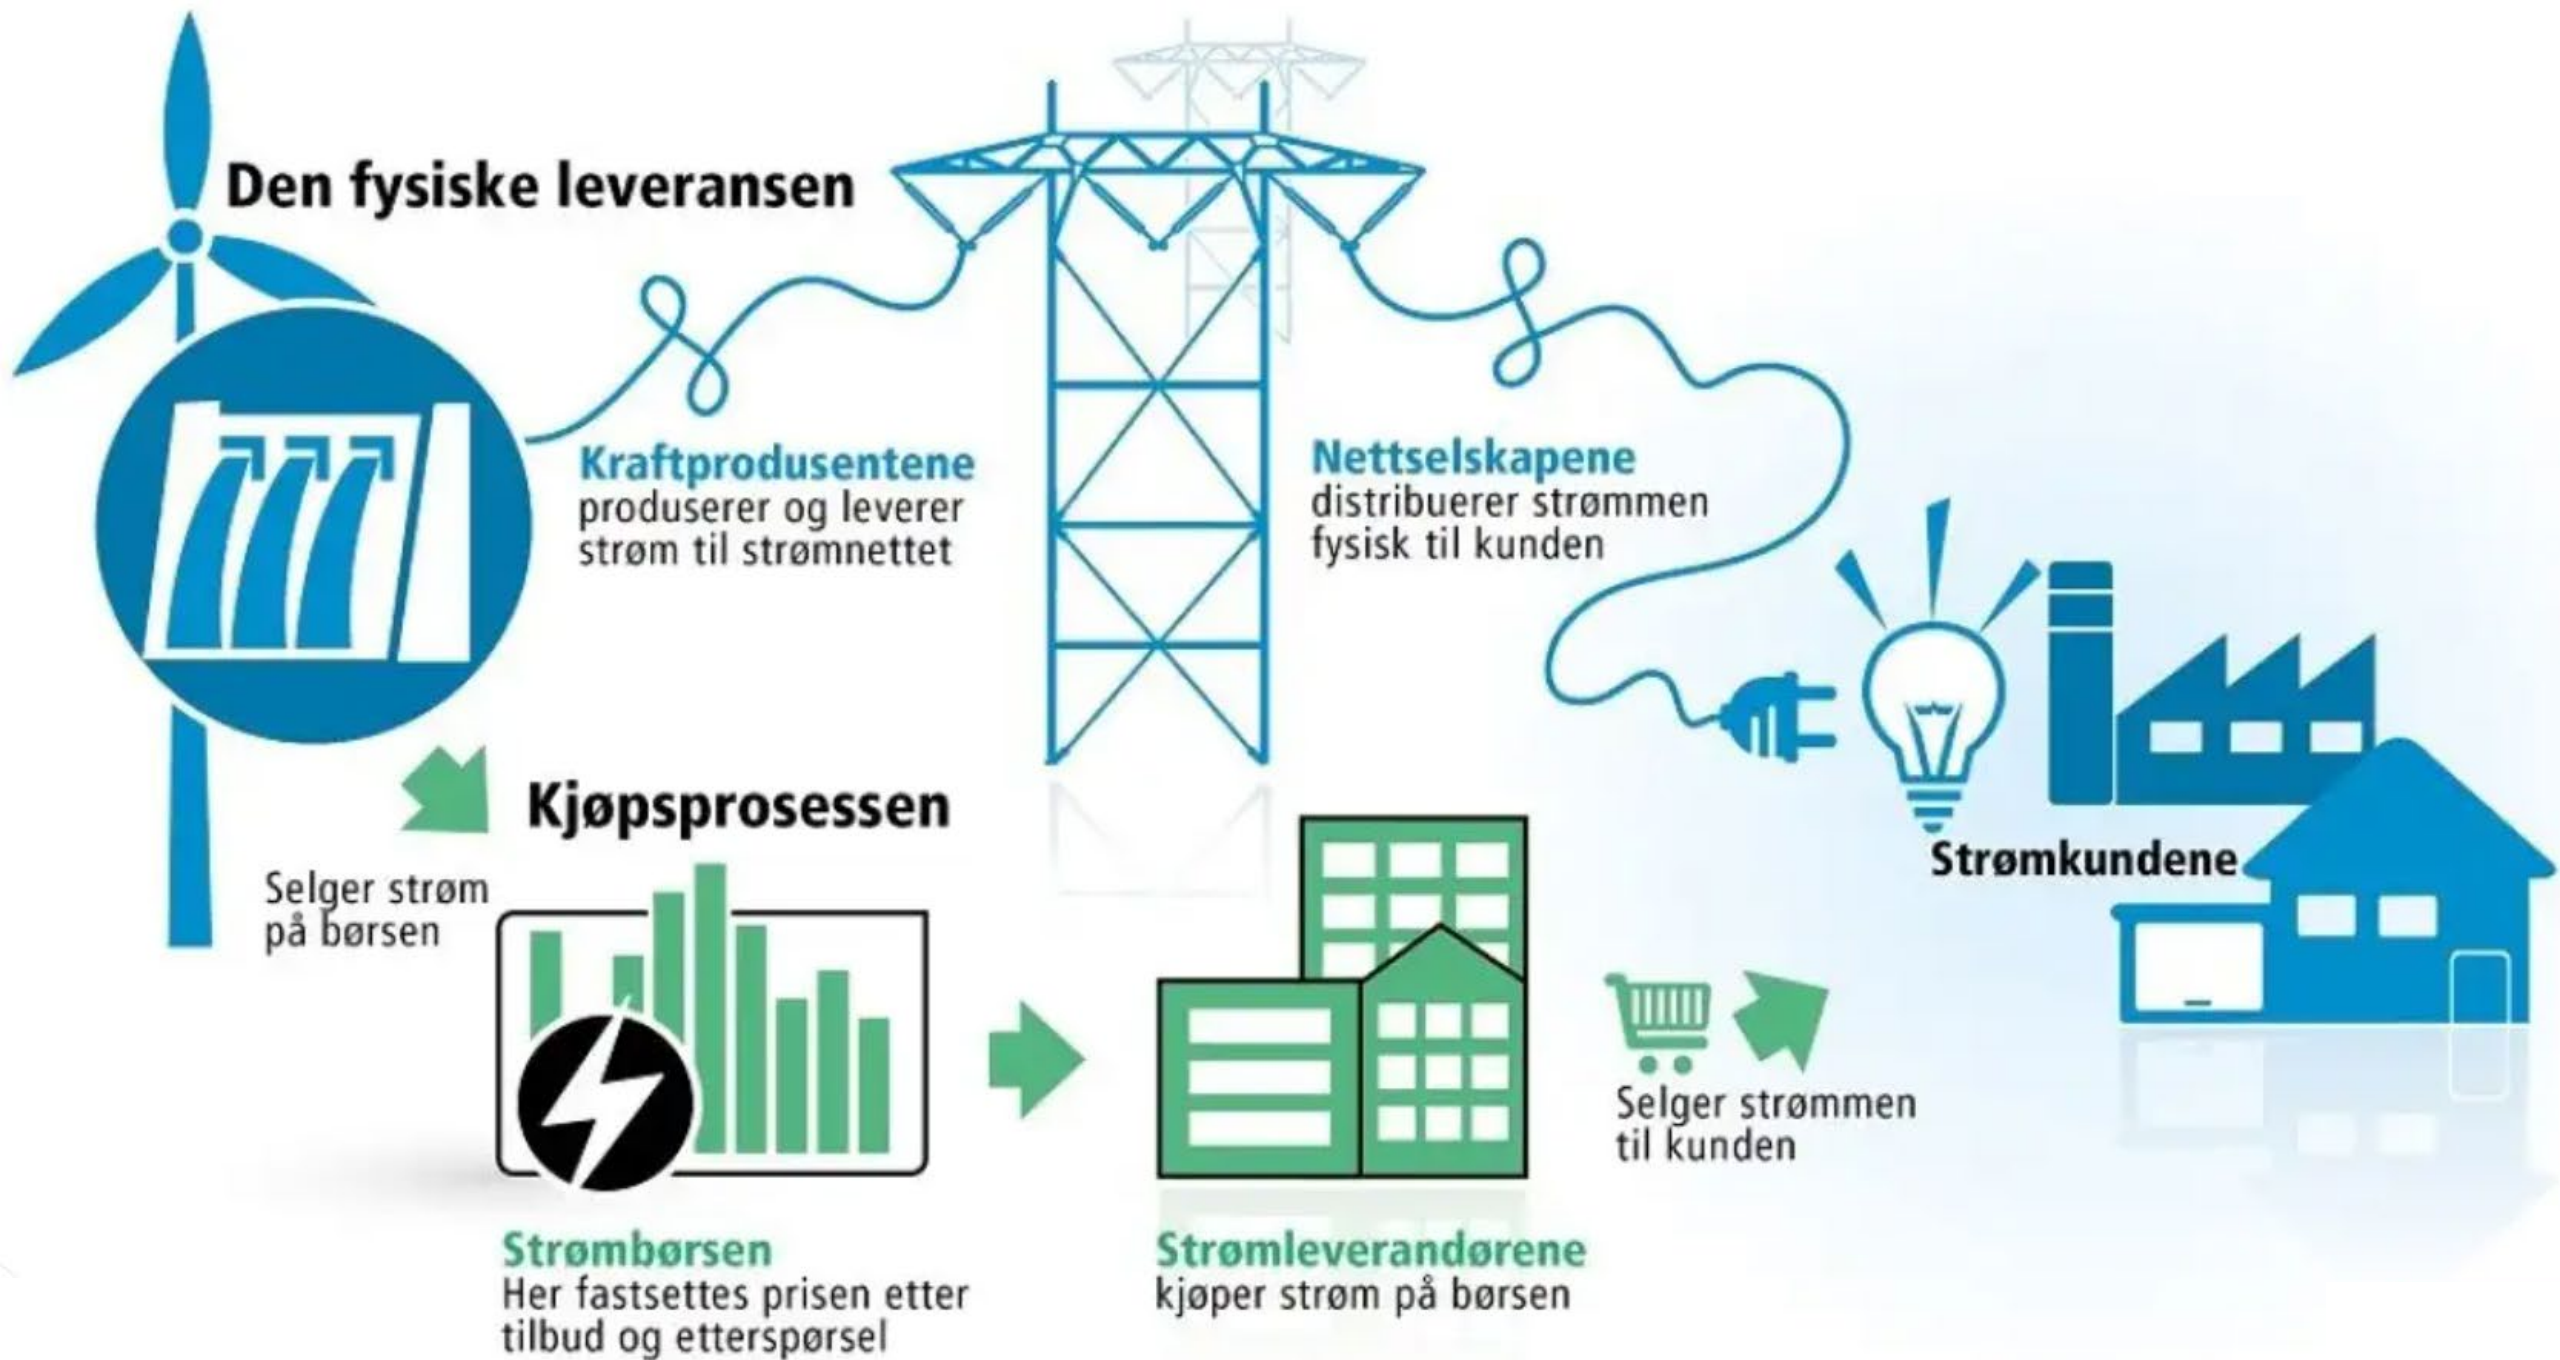 Den fysiske leveransen
Kraftprodusentene
produserer og leverer
strøm til strømnettet
Nettselskapene
distribuerer strømmen
fysisk til kunden
Strømkundene
Kjøpsprosessen
Selger strøm
på børsen
Strømbørsen
Her fastsettes prisen etter
tilbud og etterspørsel
Strømleverandørene
kjøper strøm på børsen
Selger strømmen
til kunden